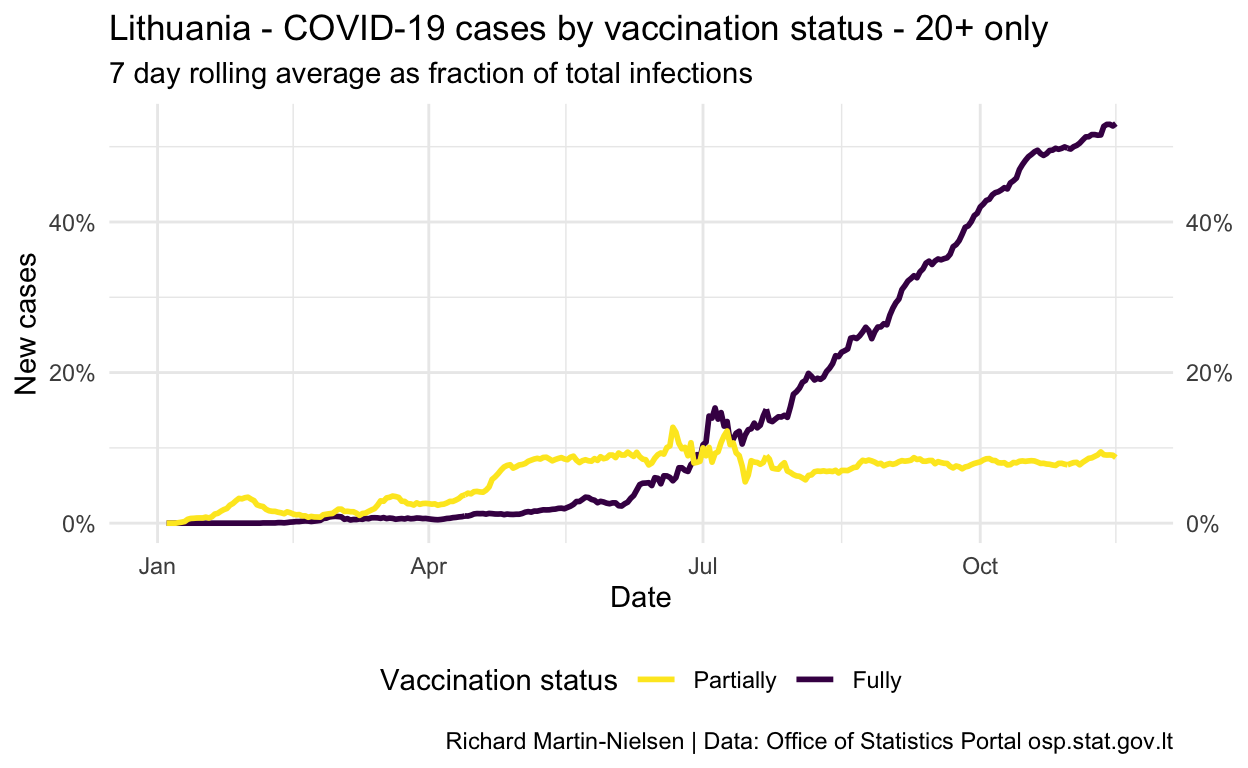 Lithuania - COVID-19 cases by vaccination status - 20+ only
7 day rolling average as fraction of total infections
New cases
40%
20%
0%
40%
20%
0%
Jan Apr Jul Oct
Date
Vaccination status Partially Fully
Richard Martin-Nielsen | Data: Office of Statistics Portal osp.stat.gov.lt